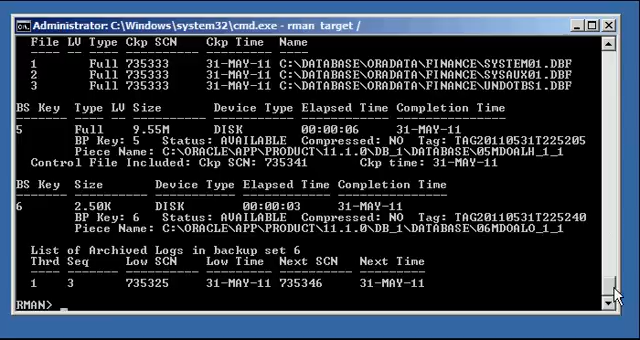 Administrator: C:\Windows\system32\cmd.exe - rman target /
File LV Type Ckp SCN Ckp Time Name
---- -- ---- ---------- --------- ----
1 Full 735333 31-MAY-11 C:\DATABASE\ORADATA\FINANCE\SYSTEM01.DBF
2 Full 735333 31-MAY-11 C:\DATABASE\ORADATA\FINANCE\SYSAUX01.DBF
3 Full 735333 31-MAY-11 C:\DATABASE\ORADATA\FINANCE\UNDOTBS1.DBF
BS Key Type LV Size Device Type Elapsed Time Completion Time
------- ---- -- ---------- ----------- ------------ ---------------
5 Full 9.55M DISK 00:00:06 31-MAY-11
BP Key: 5 Status: AVAILABLE Compressed: NO Tag: TAG20110531T225205
Piece Name: C:\ORACLE\APP\PRODUCT\11.1.0\DB_1\DATABASE\05MDOALH_1_1
Control File Included: Ckp SCN: 735341 Ckp time: 31-MAY-11
BS Key Size Device Type Elapsed Time Completion Time
------- ---------- ----------- ------------ ---------------
6 2.50K DISK 00:00:03 31-MAY-11
BP Key: 6 Status: AVAILABLE Compressed: NO Tag: TAG20110531T225240
Piece Name: C:\ORACLE\APP\PRODUCT\11.1.0\DB_1\DATABASE\06MDOALO_1_1
List of Archived Logs in backup set 6
Thrd Seq Low SCN Low Time Next SCN Next Time
---- ------- ---------- --------- ---------- ---------
1 3 735325 31-MAY-11 735346 31-MAY-11
RMAN> _